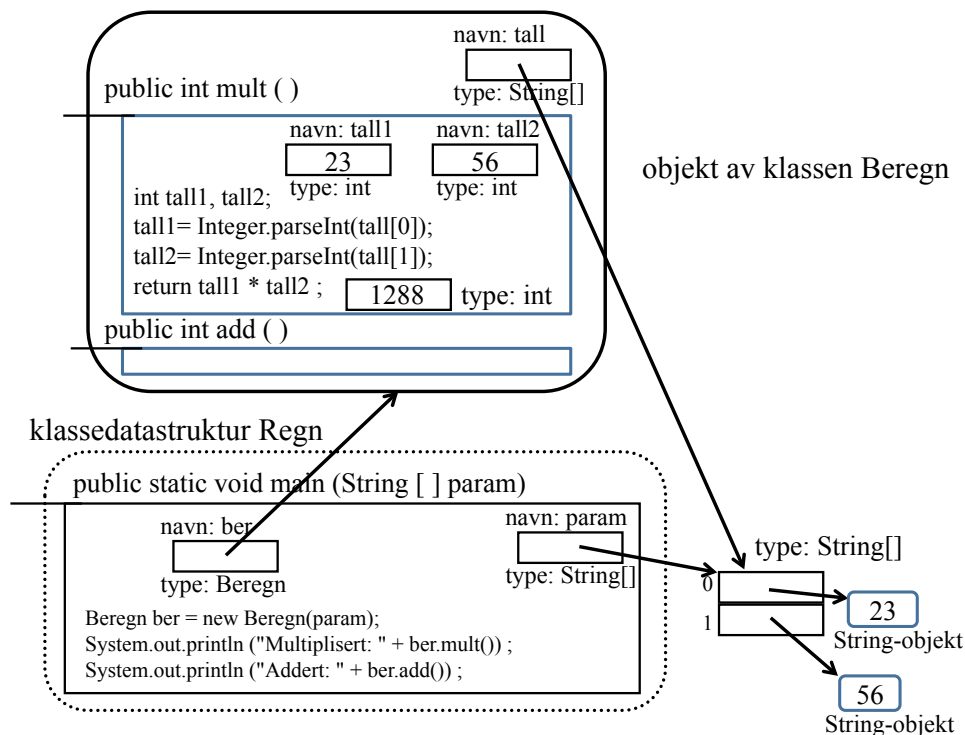 navn: tall
type: String[]
public int mult ( )
navn: tall1
navn: tall2
23
56
type: int
type: int
objekt av klassen Beregn
int tall1, tall2;
tall1= Integer.parseInt(tall[0]);
tall2= Integer.parseInt(tall[1]);
return tall1 * tall2 ;
1288
type: int
public int add ( )
klassedatastruktur Regn
public static void main (String [ ] param)
navn: ber
navn: param
type: Beregn
type: String[]
type: String[]
0
1
23
String-objekt
56
String-objekt
Beregn ber = new Beregn(param);
System.out.println ("Multiplisert: " + ber.mult()) ;
System.out.println ("Addert: " + ber.add()) ;